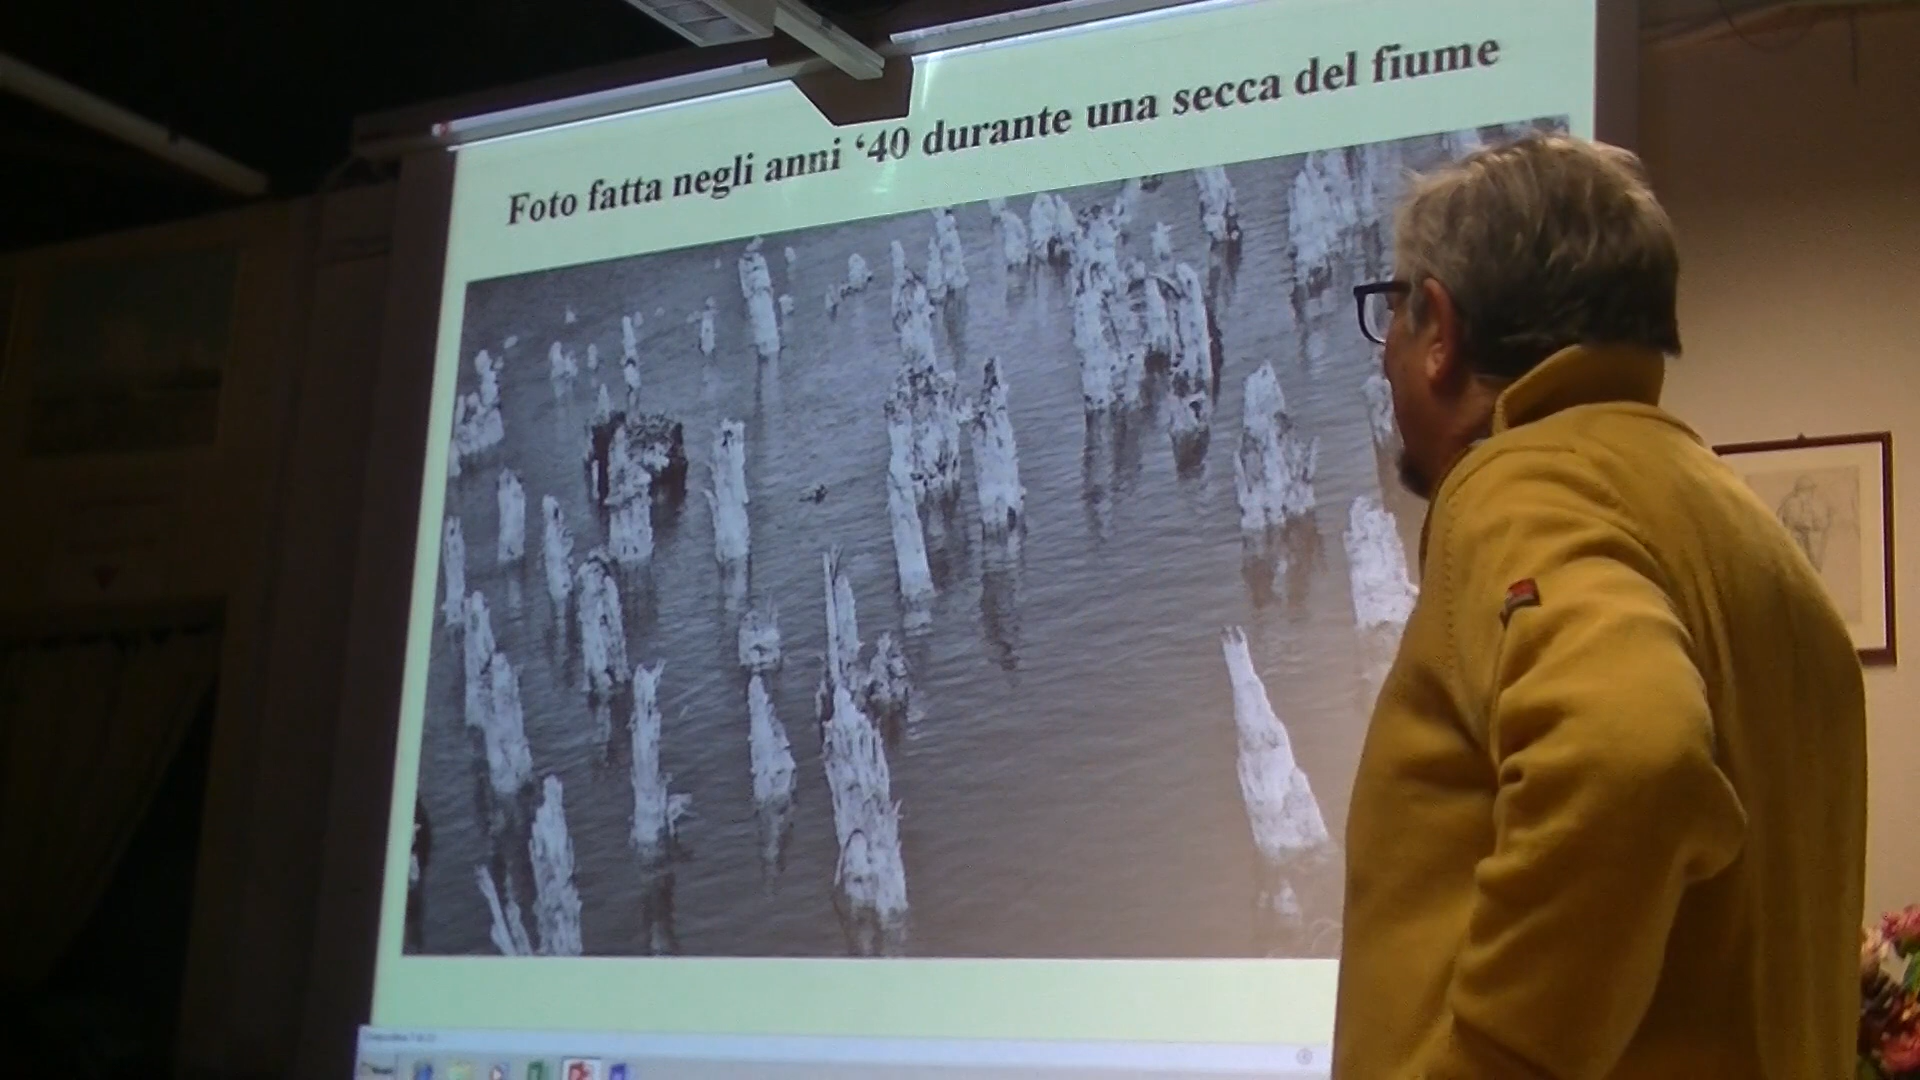 Foto fatta negli anni ‘40 durante una secca del fiume